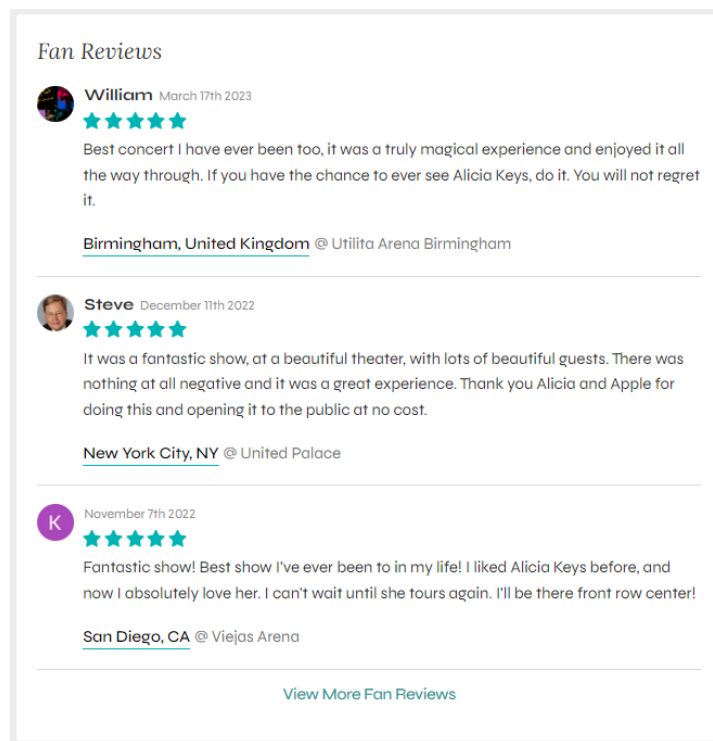 Fan Reviews
William March 17th 2023
Best concert I have ever been too, it was a truly magical experience and enjoyed it all
the way through. If you have the chance to ever see Alicia Keys, do it. You will not regret
it.
Birmingham, United Kingdom @ Utilita Arena Birmingham
Steve December 11th 2022
It was a fantastic show, at a beautiful theater, with lots of beautiful guests. There was
nothing at all negative and it was a great experience. Thank you Alicia and Apple for
doing this and opening it to the public at no cost.
New York City, NY @ United Palace
K
November 7th 2022
Fantastic show! Best show I've ever been to in my life! I liked Alicia Keys before, and
now I absolutely love her. I can't wait until she tours again. I'll be there front row center!
San Diego, CA @ Viejas Arena
View More Fan Reviews